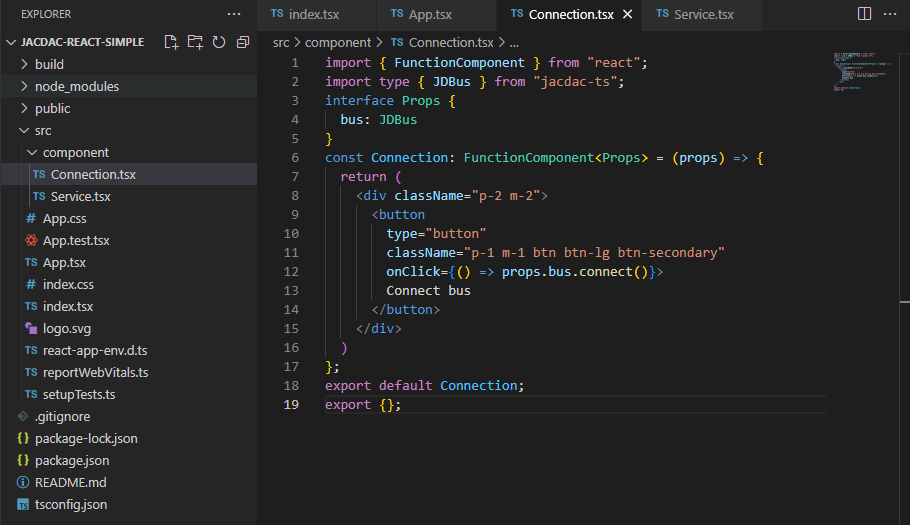 EXPLORER
index.tsx
App.tsx
Connection.tsx
Service.tsx
JACDAC-REACT-SIMPLE
src > component > TS Connection.tsx > ...
build
node_modules
public
src
component
TS Connection.tsx
TS Service.tsx
# App.css
App.test.tsx
TS App.tsx
# index.css
TS index.tsx
logo.svg
TS react-app-env.d.ts
TS reportWebVitals.ts
TS setupTests.ts
.gitignore
{} package-lock.json
{} package.json
README.md
TS tsconfig.json
1 import { FunctionComponent } from "react";
2 import type { JDBus } from "jacdac-ts";
3 interface Props {
4 bus: JDBus
5 }
6 const Connection: FunctionComponent<Props> = (props) => {
7 return (
8 <div className="p-2 m-2">
9 <button
10 type="button"
11 className="p-1 m-1 btn btn-lg btn-secondary"
12 onClick={() => props.bus.connect()}>
13 Connect bus
14 </button>
15 </div>
16 )
17 };
18 export default Connection;
19 export {};